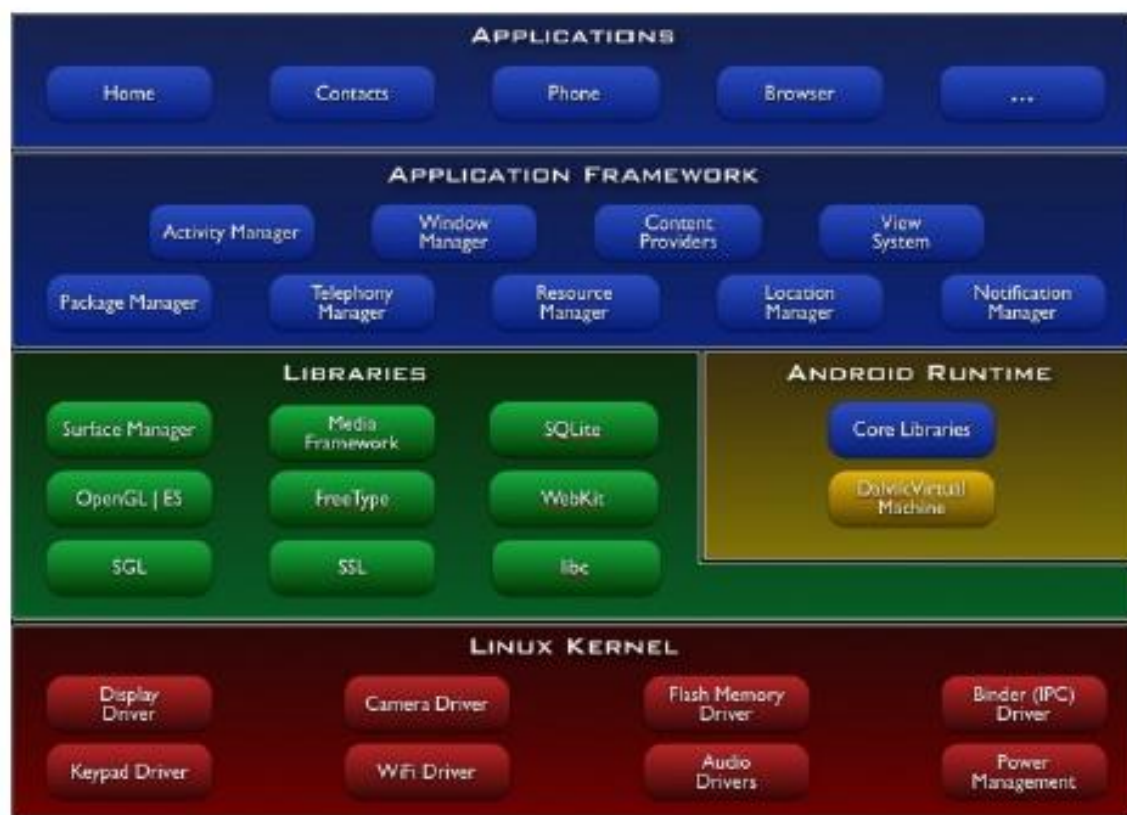 APPLICATIONS
Home
Contacts
Phone
Browser
...
APPLICATION FRAMEWORK
Activity Manager
Window
Manager
Content
Providers
View
System
Package Manager
Telephony
Manager
Resource
Manager
Location
Manager
Notification
Manager
LIBRARIES
Surface Manager
Media
Framework
SQLite
OpenGL | ES
FreeType
WebKit
SGL
SSL
libc
ANDROID RUNTIME
Core Libraries
DalvikVirtual
Machine
LINUX KERNEL
Display
Driver
Camera Driver
Flash Memory
Driver
Binder (IPC)
Driver
Keypad Driver
WiFi Driver
Audio
Drivers
Power
Management